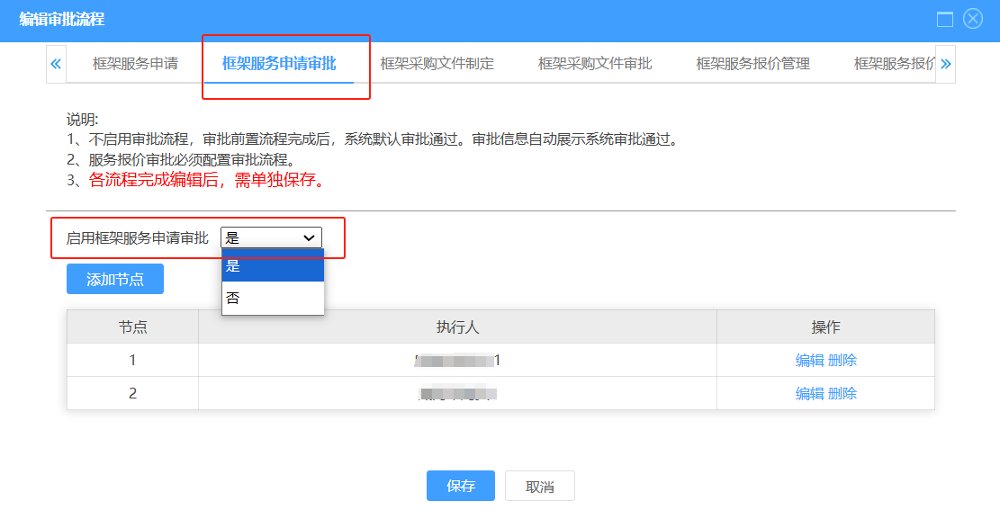 编辑审批流程
框架服务申请 框架服务申请审批 框架采购文件制定 框架采购文件审批 框架服务报价管理 框架服务报价
说明:
1、不启用审批流程，审批前置流程完成后，系统默认审批通过。审批信息自动展示系统审批通过。
2、服务报价审批必须配置审批流程。
3、各流程完成编辑后，需单独保存。
启用框架服务申请审批 是
是
添加节点
否
节点 执行人 操作
1 1 编辑 删除
2 编辑 删除
保存 取消